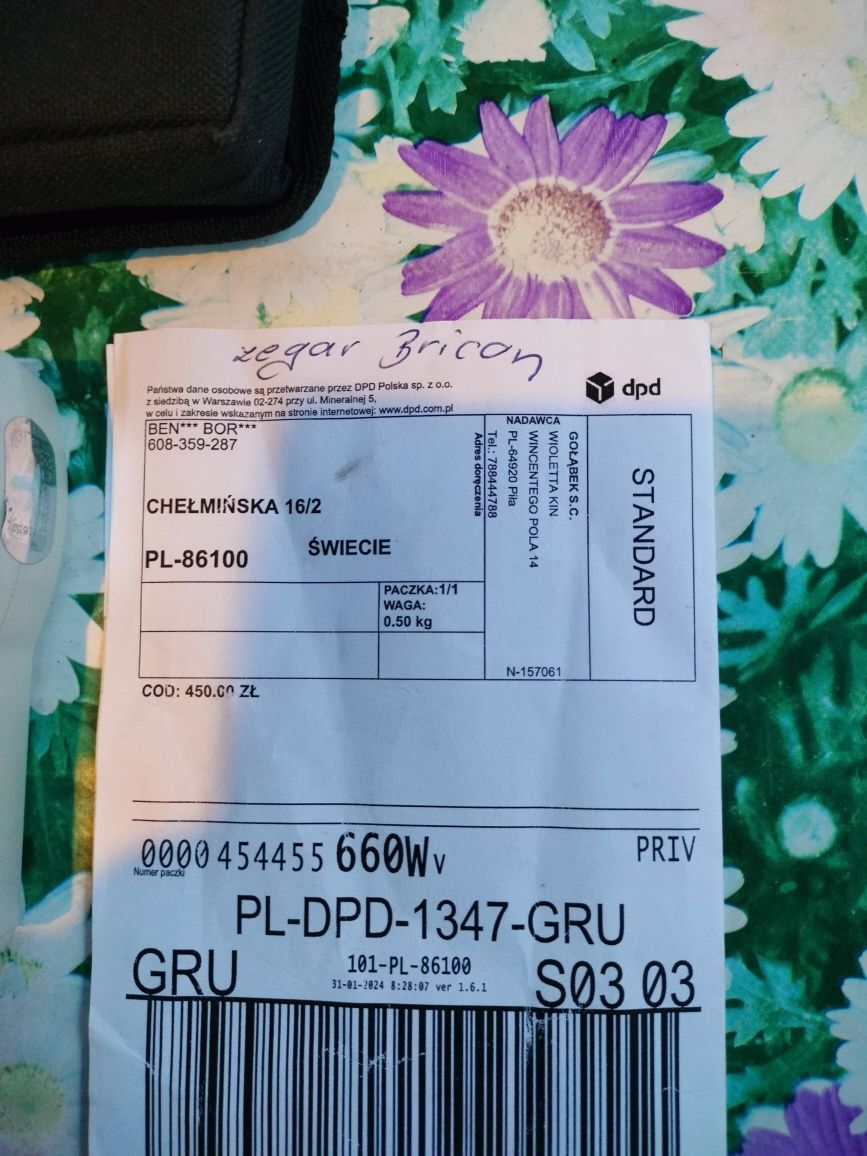 zegar Bricon
Państwa dane osobowe są przetwarzane przez DPD Polska sp. z o.o.
z siedzibą w Warszawie 02-274 przy ul. Mineralnej 5,
w celu i zakresie wskazanym na stronie internetowej: www.dpd.com.pl
dpd
BEN*** BOR***
608-359-287
CHEŁMIŃSKA 16/2
PL-86100 ŚWIECIE
PACZKA:1/1
WAGA:
0.50 kg
NADAWCA
GOŁĄBEK S.C.
WIOLETTA KIN
WINCENTEGO POLA 14
PL-64920 Piła
Tel.: 788444788
Adres doręczenia
N-157061
STANDARD
COD: 450.00 ZŁ
0000454455660Wv PRIV
Numer paczki
PL-DPD-1347-GRU
GRU 101-PL-86100 S03 03
31-01-2024 8:28:07 ver 1.6.1